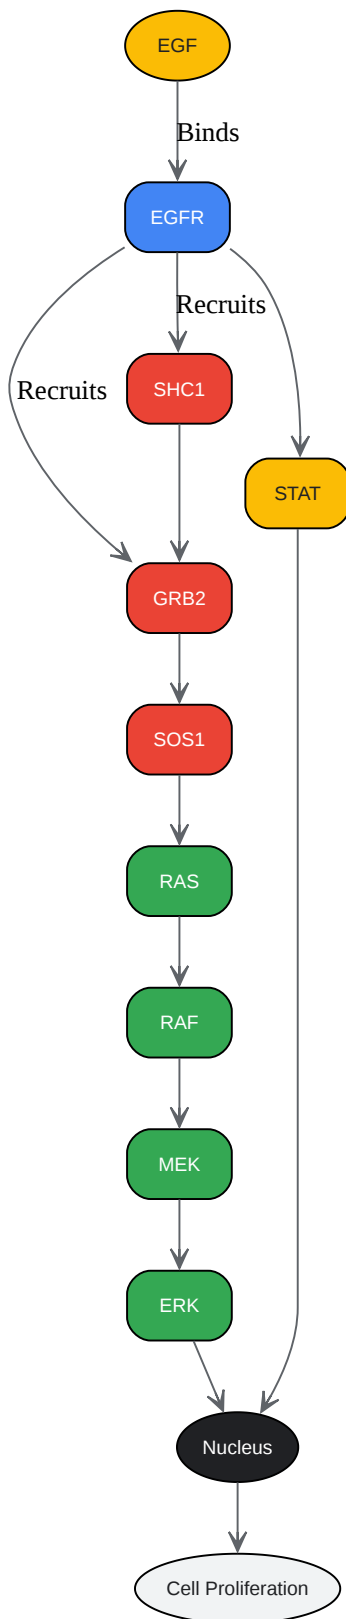 EGF
Binds
EGFR
Recruits
SHC1
Recruits
STAT
GRB2
SOS1
RAS
RAF
MEK
ERK
Nucleus
Cell Proliferation